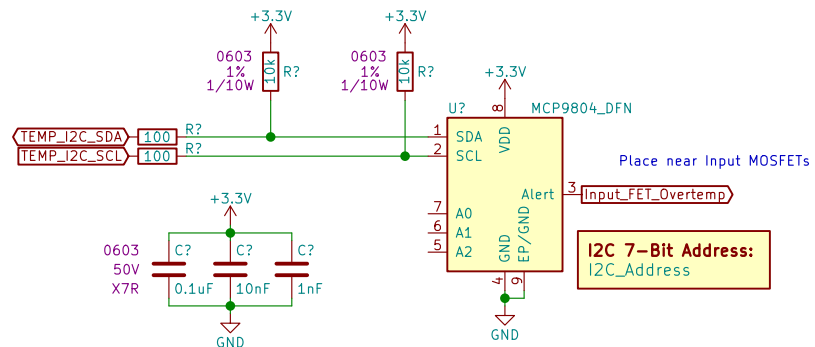 +3.3V
+3.3V
0603
1%
1/10W
10k
R?
0603
1%
1/10W
10k
R?
+3.3V
U?
8
MCP9804_DFN
TEMP_I2C_SDA
100
R?
1
SDA
VDD
TEMP_I2C_SCL
100
R?
2
SCL
Place near Input MOSFETs
Alert
3
Input_FET_Overtemp
+3.3V
7
A0
6
A1
5
A2
GND
EP/GND
4
9
GND
0603
50V
X7R
C?
0.1uF
C?
10nF
C?
1nF
GND
I2C 7-Bit Address:
I2C_Address